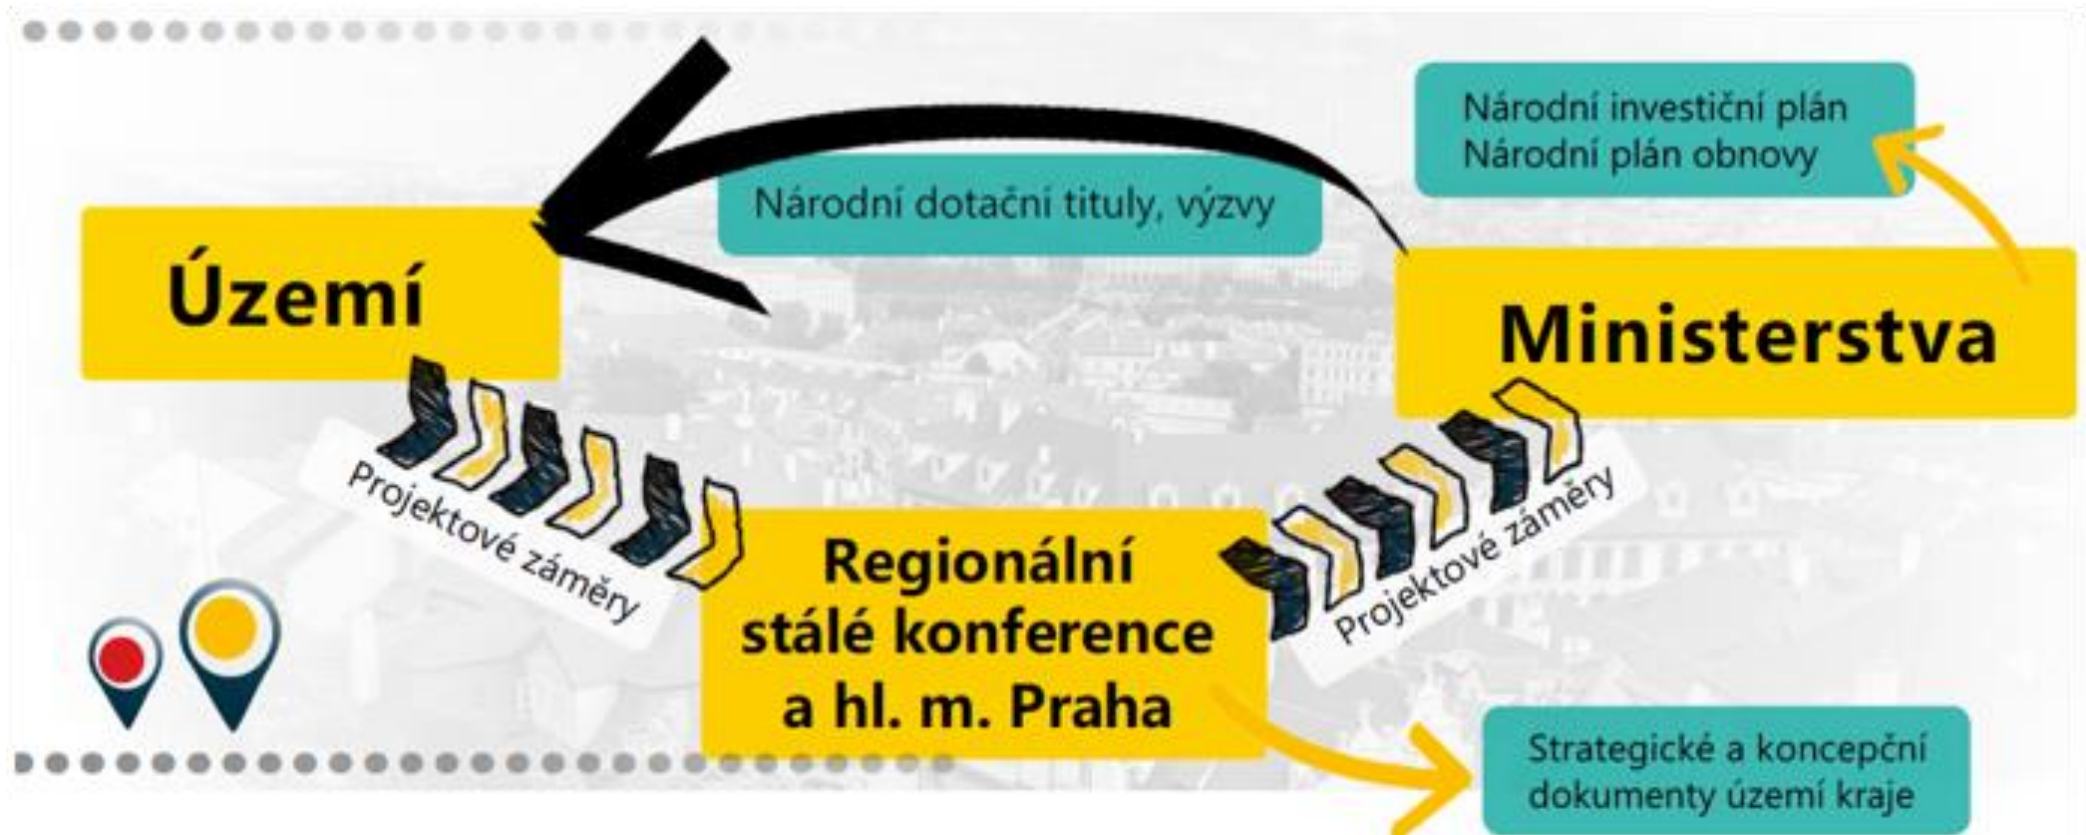 Národní investiční plán
Národní plán obnovy
Národní dotační tituly, výzvy
Území
Ministerstva
Projektové záměry
Projektové záměry
Regionální
stálé konference
a hl. m. Praha
Strategické a koncepční
dokumenty území kraje